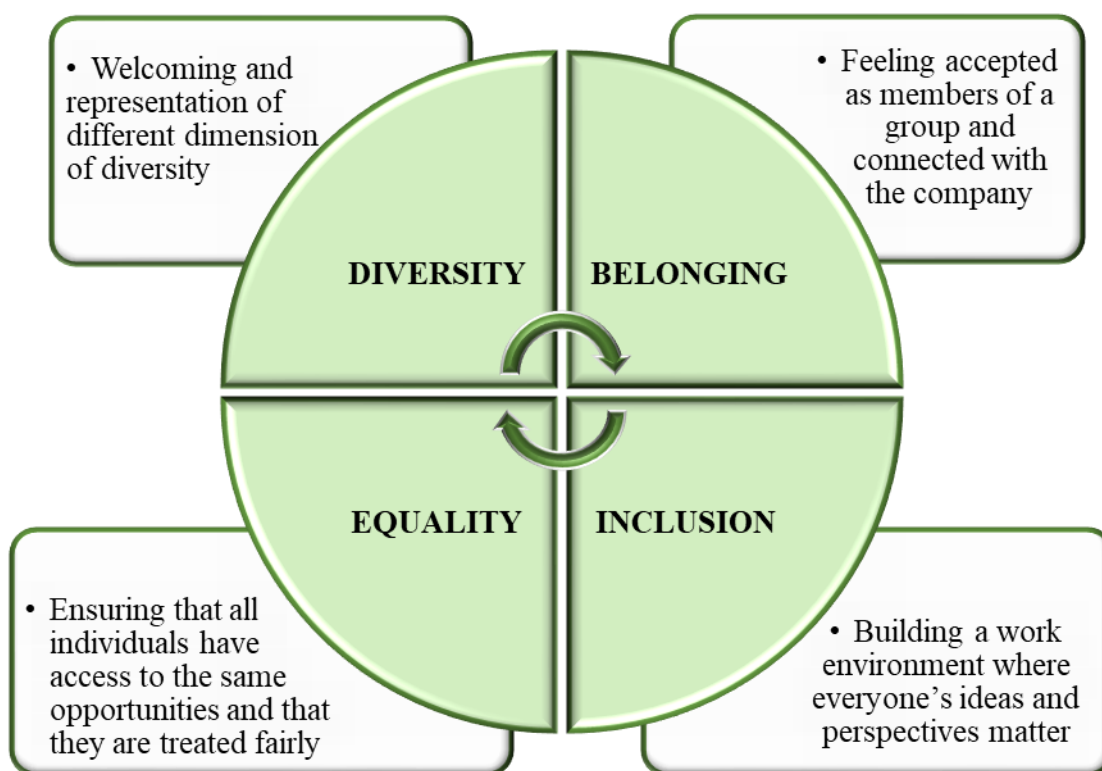 • Welcoming and
representation of
different dimension
of diversity
• Feeling accepted
as members of a
group and
connected with
the company
DIVERSITY
BELONGING
EQUALITY
INCLUSION
• Ensuring that all
individuals have
access to the same
opportunities and that
they are treated fairly
• Building a work
environment where
everyone’s ideas and
perspectives matter